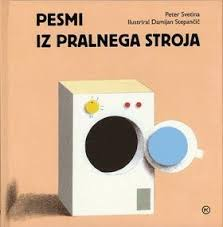 PESMI
IZ PRALNEGA STROJA
Peter Svetina
Ilustriral Damijan Stepančič